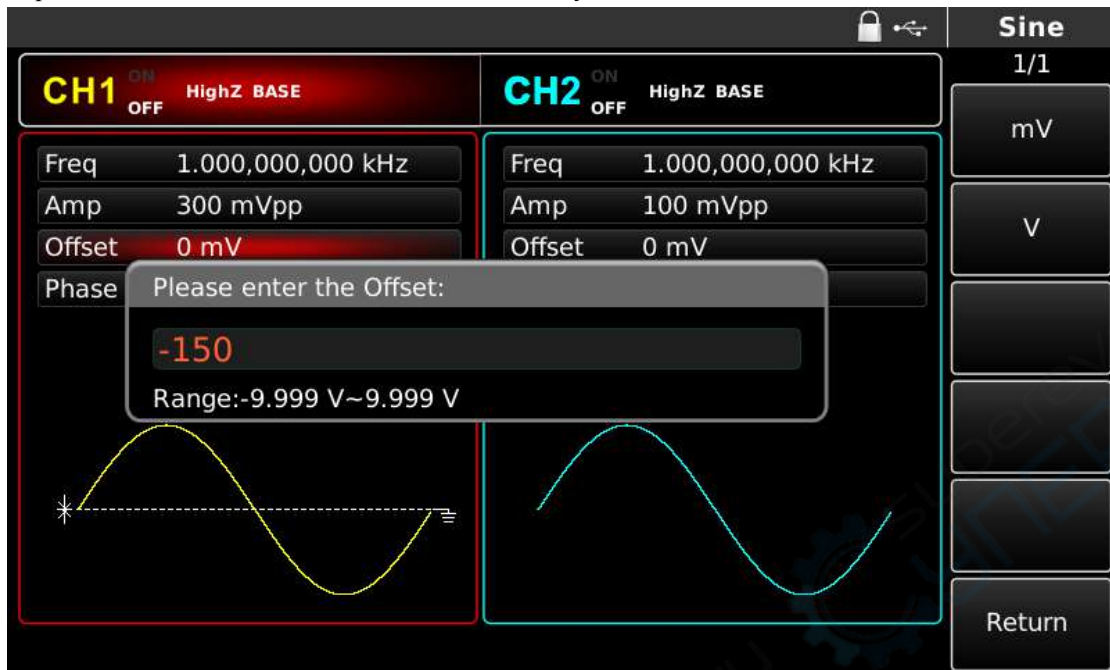 Sine
1/1
CH1 ON OFF HighZ BASE
CH2 ON OFF HighZ BASE
Freq 1.000,000,000 kHz
Amp 300 mVpp
Offset 0 mV
Phase
Freq 1.000,000,000 kHz
Amp 100 mVpp
Offset 0 mV
Please enter the Offset:
-150
Range:-9.999 V~9.999 V
mV
V
Return